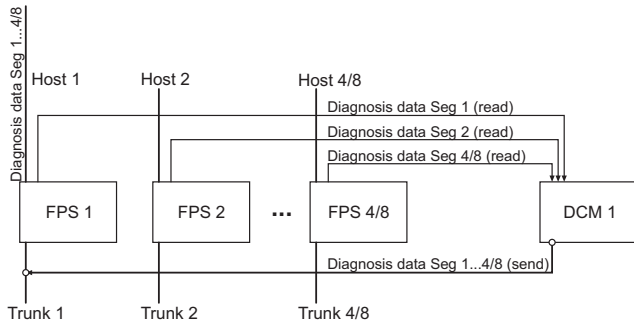 Diagnosis data Seg 1...4/8
Host 1
Host 2
Host 4/8
Diagnosis data Seg 1 (read)
Diagnosis data Seg 2 (read)
Diagnosis data Seg 4/8 (read)
FPS 1
FPS 2
...
FPS 4/8
DCM 1
Diagnosis data Seg 1...4/8 (send)
Trunk 1
Trunk 2
Trunk 4/8